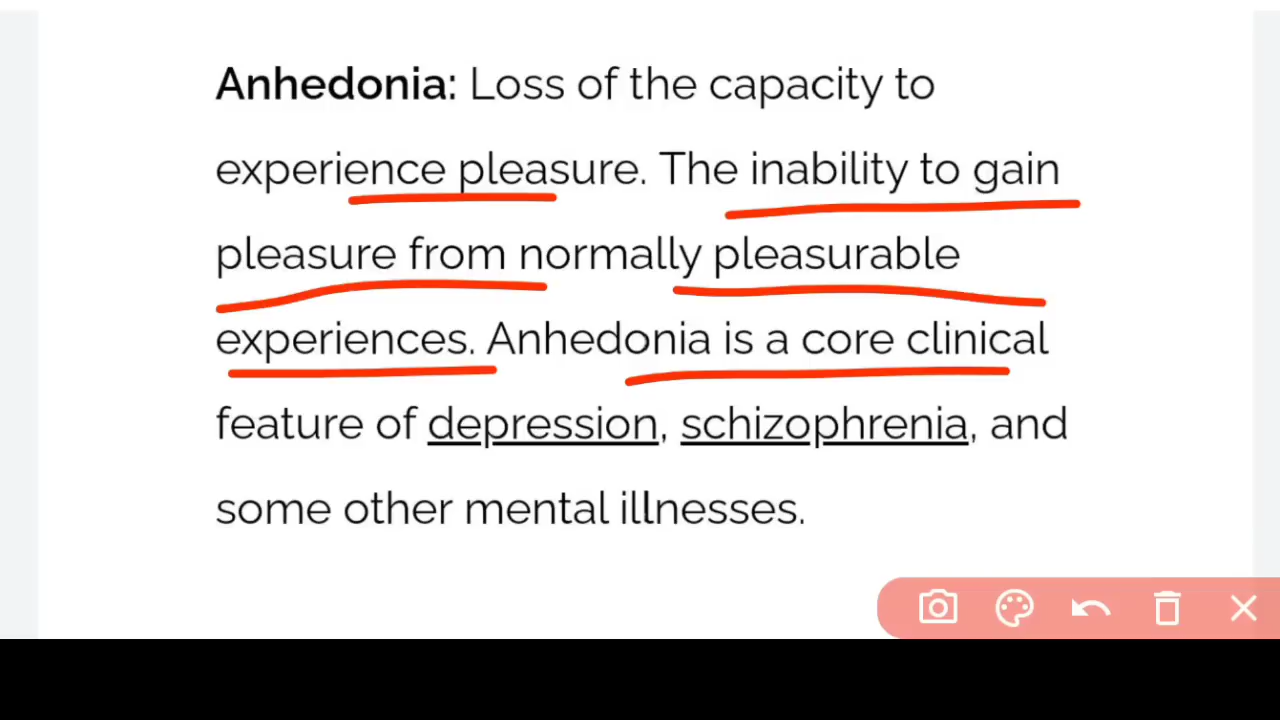 Anhedonia: Loss of the capacity to
experience pleasure. The inability to gain
pleasure from normally pleasurable
experiences. Anhedonia is a core clinical
feature of depression, schizophrenia, and
some other mental illnesses.